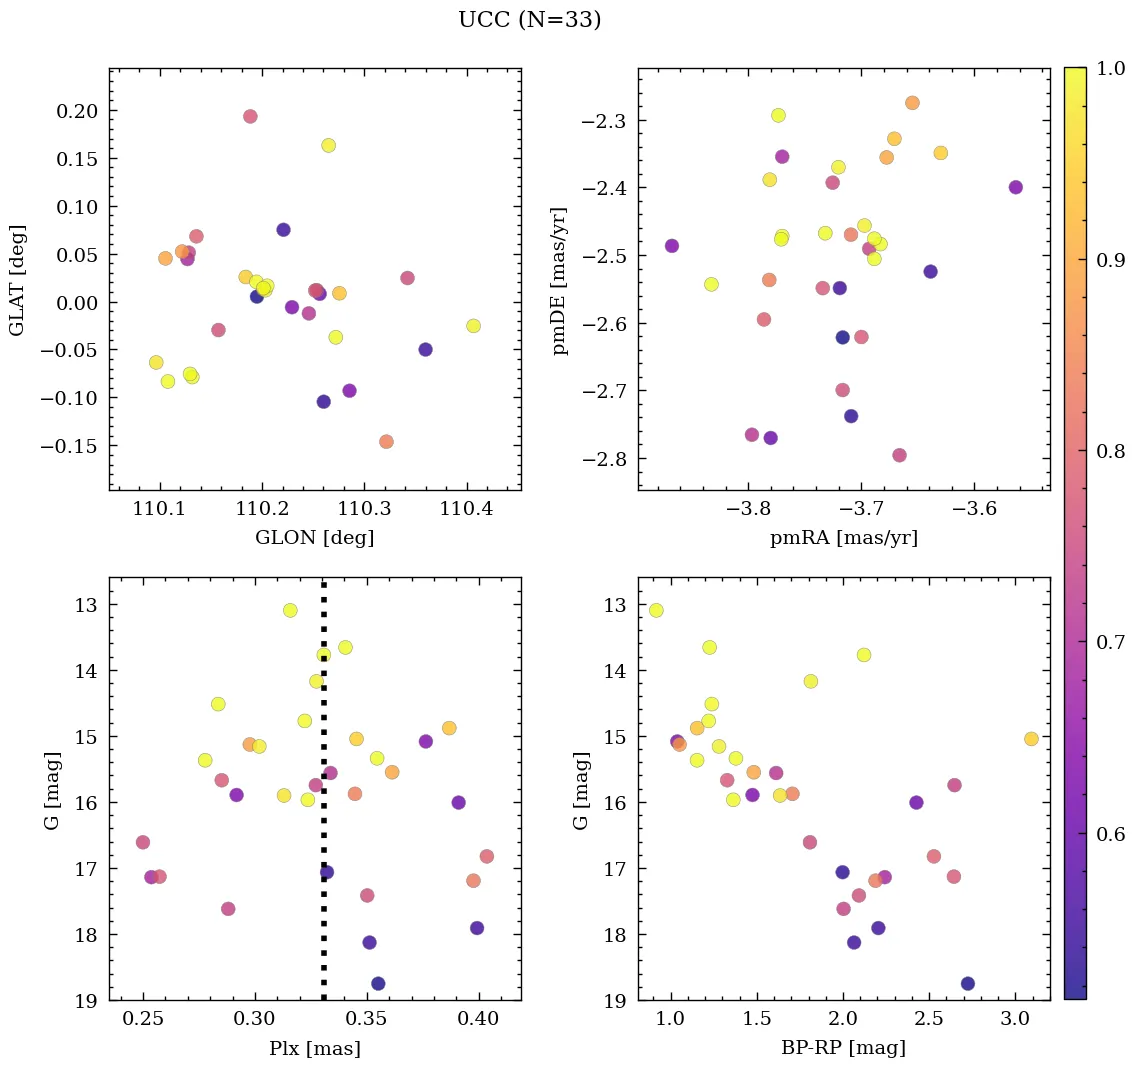 UCC (N=33)
0.20
0.15
0.10
0.05
0.00
−0.05
−0.10
−0.15
GLAT [deg]
110.1 110.2 110.3 110.4
GLON [deg]
−2.3
−2.4
−2.5
−2.6
−2.7
−2.8
pmDE [mas/yr]
−3.8 −3.7 −3.6
pmRA [mas/yr]
13
14
15
16
17
18
19
G [mag]
0.25 0.30 0.35 0.40
Plx [mas]
13
14
15
16
17
18
19
G [mag]
1.0 1.5 2.0 2.5 3.0
BP-RP [mag]
1.0
0.9
0.8
0.7
0.6